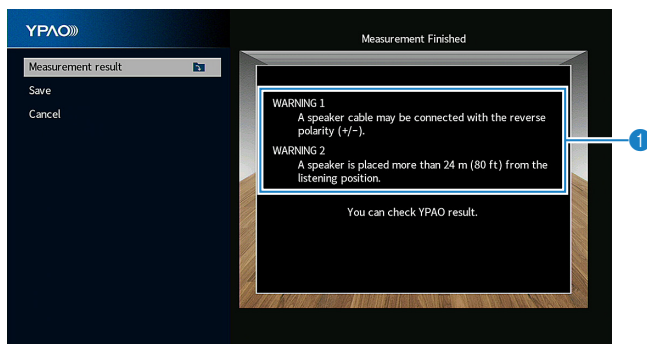 YPAO
Measurement Finished
Measurement result
Save
Cancel
WARNING 1
A speaker cable may be connected with the reverse
polarity (+/−).
WARNING 2
A speaker is placed more than 24 m (80 ft) from the
listening position.
You can check YPAO result.
1